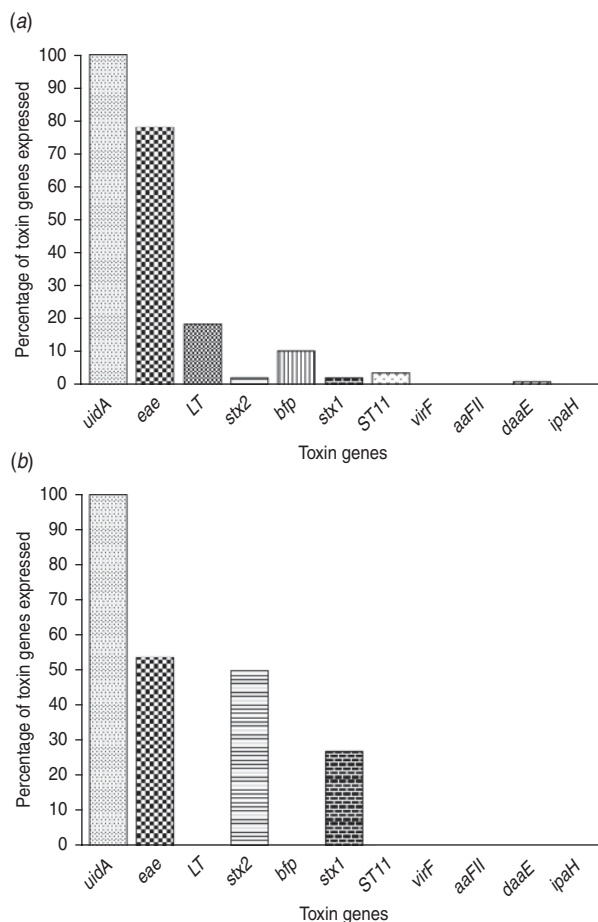 (a)
Percentage of toxin genes expressed
100
90
80
70
60
50
40
30
20
10
0
uidA
eae
LT
stx2
bfp
stx1
ST11
virF
aaFII
daaE
ipaH
Toxin genes
(b)
Percentage of toxin genes expressed
100
90
80
70
60
50
40
30
20
10
0
uidA
eae
LT
stx2
bfp
stx1
ST11
virF
aaFII
daaE
ipaH
Toxin genes